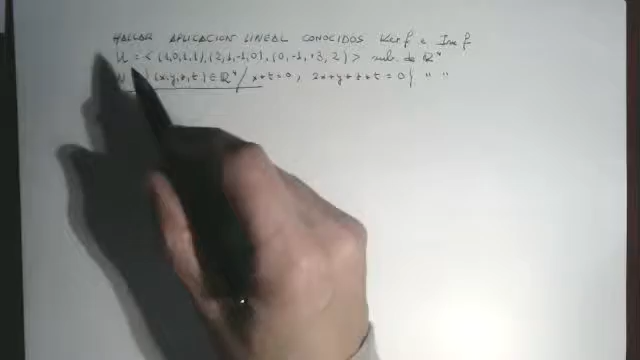 HALLAR APLICACION LINEAL CONOCIDOS Ker f e Im f
U = < (1,0,1,1), (2,1,-1,0), (0,-1,+3,2) > sub. de R⁴
(x,y,z,t) ∈ R⁴ / x+t=0, 2x+y+z+t=0} " "